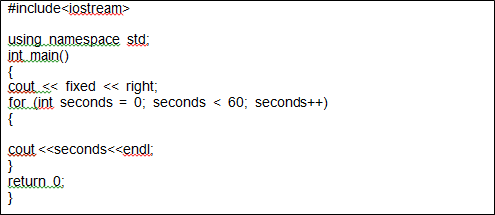 #include<iostream>
using namespace std;
int main()
{
cout << fixed << right;
for (int seconds = 0; seconds < 60; seconds++)
{
cout <<seconds<<endl;
}
return 0;
}